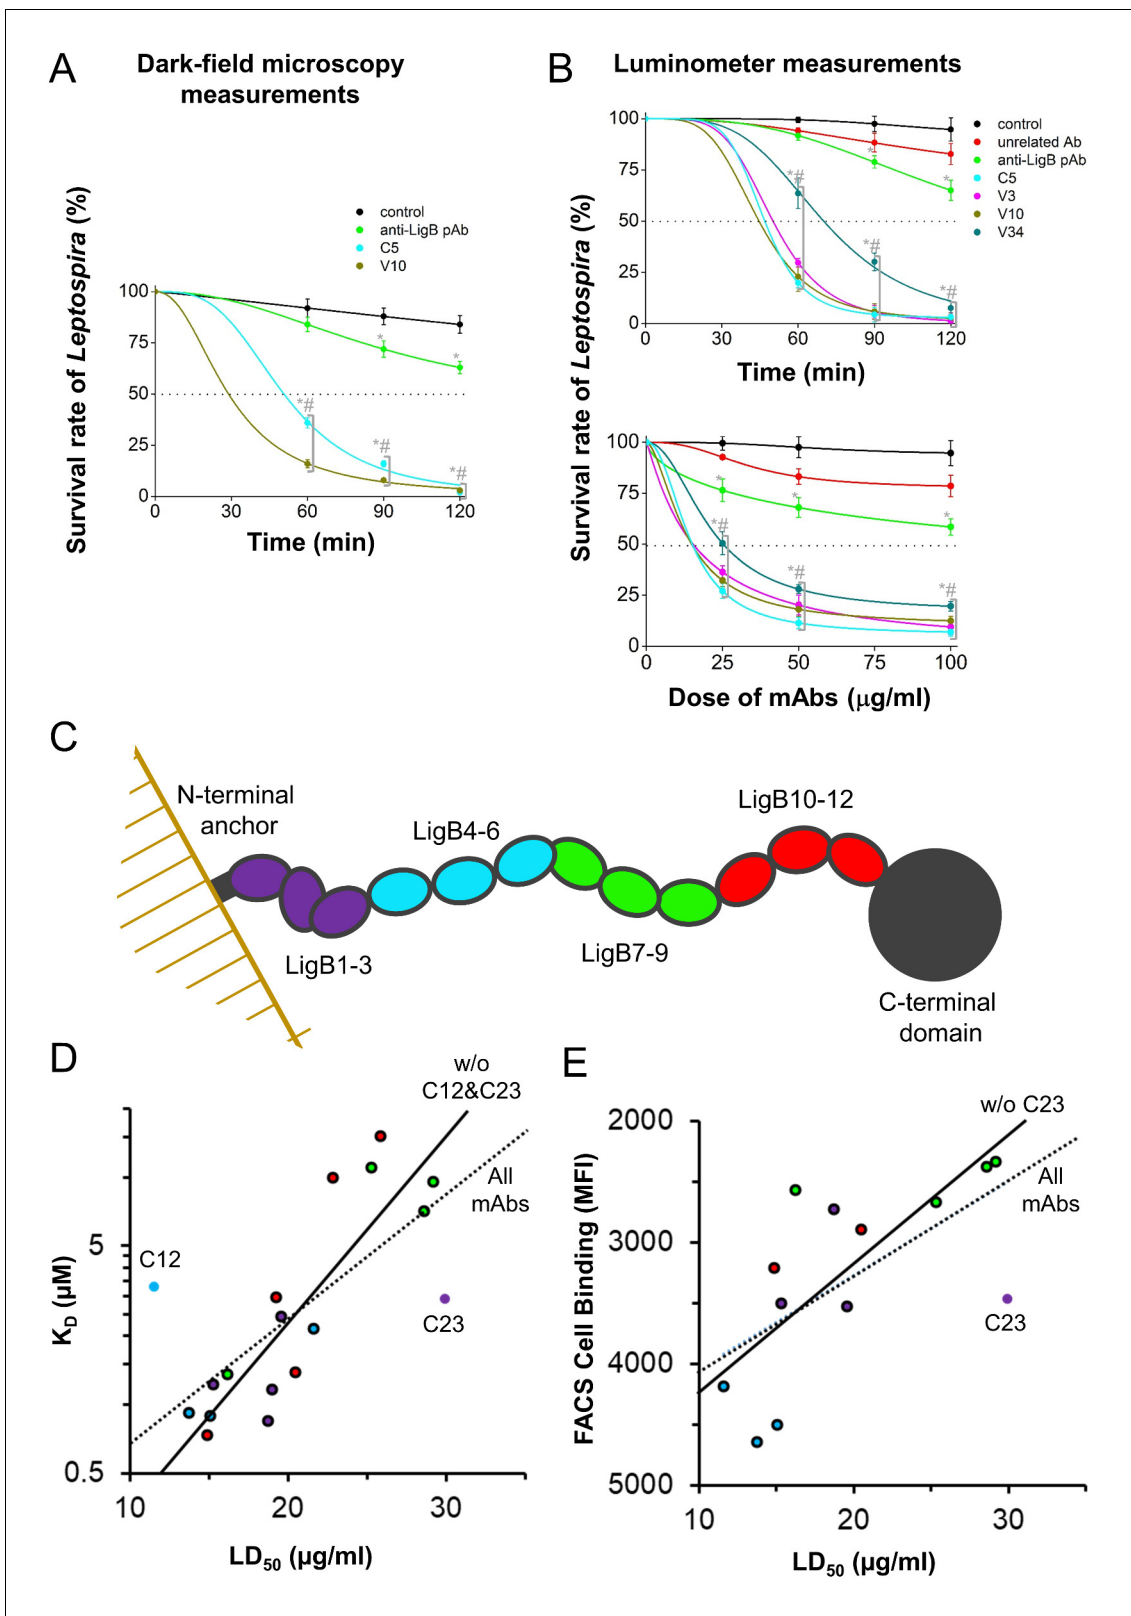 A
Dark-field microscopy
measurements
Survival rate of Leptospira (%)
control
anti-LigB pAb
C5
V10
100
75
50
25
0
*
*
*#
*#
*#
0
30
60
90
120
Time (min)
B
Luminometer measurements
Survival rate of Leptospira (%)
control
unrelated Ab
anti-LigB pAb
C5
V3
V10
V34
100
75
50
25
0
*#
*
*#
*
*#
0
30
60
90
120
Time (min)
100
75
50
25
0
*
*#
*
*#
*
*#
0
25
50
75
100
Dose of mAbs (μg/ml)
C
N-terminal
anchor
LigB1-3
LigB4-6
LigB7-9
LigB10-12
C-terminal
domain
D
w/o
C12&C23
All
mAbs
C12
C23
5
0.5
K_D (μM)
10
20
30
LD50 (μg/ml)
E
w/o C23
All
mAbs
C23
2000
3000
4000
5000
FACS Cell Binding (MFI)
10
20
30
LD50 (μg/ml)